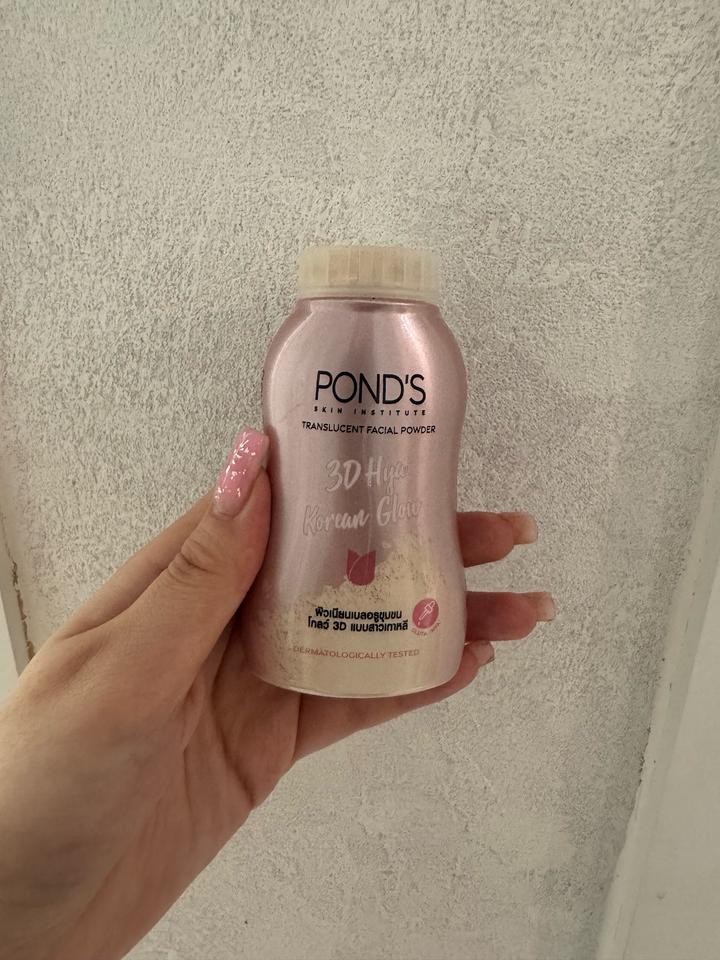 POND'S
SKIN INSTITUTE
TRANSLUCENT FACIAL POWDER
3D Hya
Korean Glow
ผิวเนียนเบลอรูขุมขน
โกลว์ 3D แบบสาวเกาหลี
DERMATOLOGICALLY TESTED